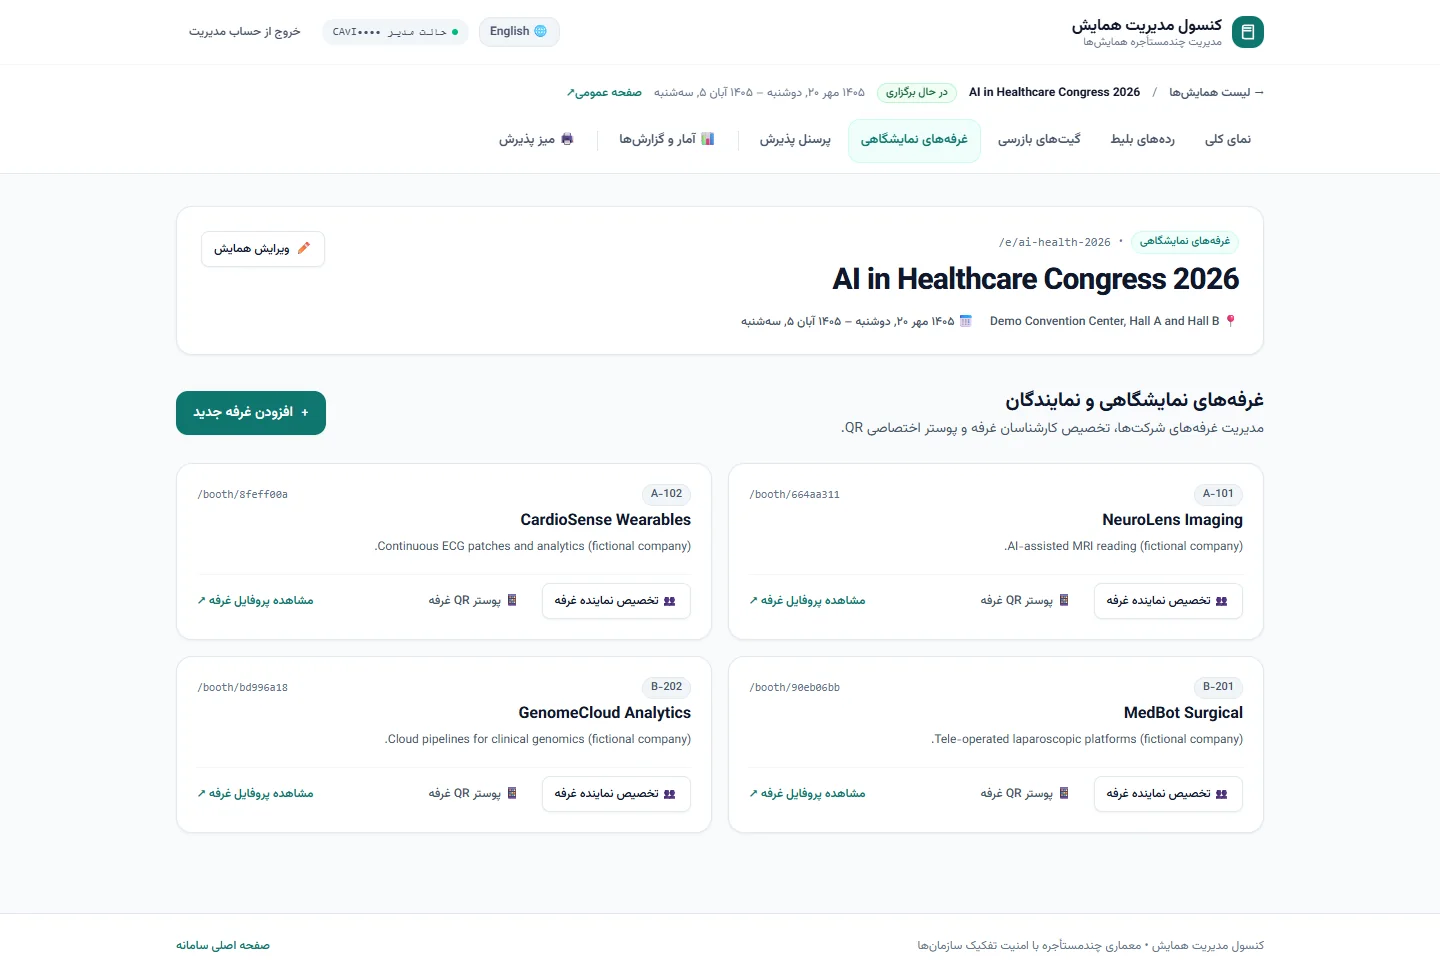 کنسول مدیریت همایش
مدیریت چندمستأجره همایش‌ها
English
حالت مدیر CAvI••••
خروج از حساب مدیریت
→ لیست همایش‌ها / AI in Healthcare Congress 2026 در حال برگزاری ۱۴۰۵ مهر ۲۰, دوشنبه – ۱۴۰۵ آبان ۵, سه‌شنبه صفحه عمومی↗
نمای کلی رده‌های بلیط گیت‌های بازرسی غرفه‌های نمایشگاهی پرسنل پذیرش آمار و گزارش‌ها میز پذیرش
غرفه‌های نمایشگاهی • /e/ai-health-2026
ویرایش همایش
AI in Healthcare Congress 2026
Demo Convention Center, Hall A and Hall B ۱۴۰۵ مهر ۲۰, دوشنبه – ۱۴۰۵ آبان ۵, سه‌شنبه
غرفه‌های نمایشگاهی و نمایندگان
مدیریت غرفه‌های شرکت‌ها، تخصیص کارشناسان غرفه و پوستر اختصاصی QR.
+ افزودن غرفه جدید
A-101 /booth/664aa311
NeuroLens Imaging
AI-assisted MRI reading (fictional company).
تخصیص نماینده غرفه پوستر QR غرفه مشاهده پروفایل غرفه ↗
A-102 /booth/8feff00a
CardioSense Wearables
Continuous ECG patches and analytics (fictional company).
تخصیص نماینده غرفه پوستر QR غرفه مشاهده پروفایل غرفه ↗
B-201 /booth/90eb06bb
MedBot Surgical
Tele-operated laparoscopic platforms (fictional company).
تخصیص نماینده غرفه پوستر QR غرفه مشاهده پروفایل غرفه ↗
B-202 /booth/bd996a18
GenomeCloud Analytics
Cloud pipelines for clinical genomics (fictional company).
تخصیص نماینده غرفه پوستر QR غرفه مشاهده پروفایل غرفه ↗
کنسول مدیریت همایش • معماری چندمستأجره با امنیت تفکیک سازمان‌ها
صفحه اصلی سامانه